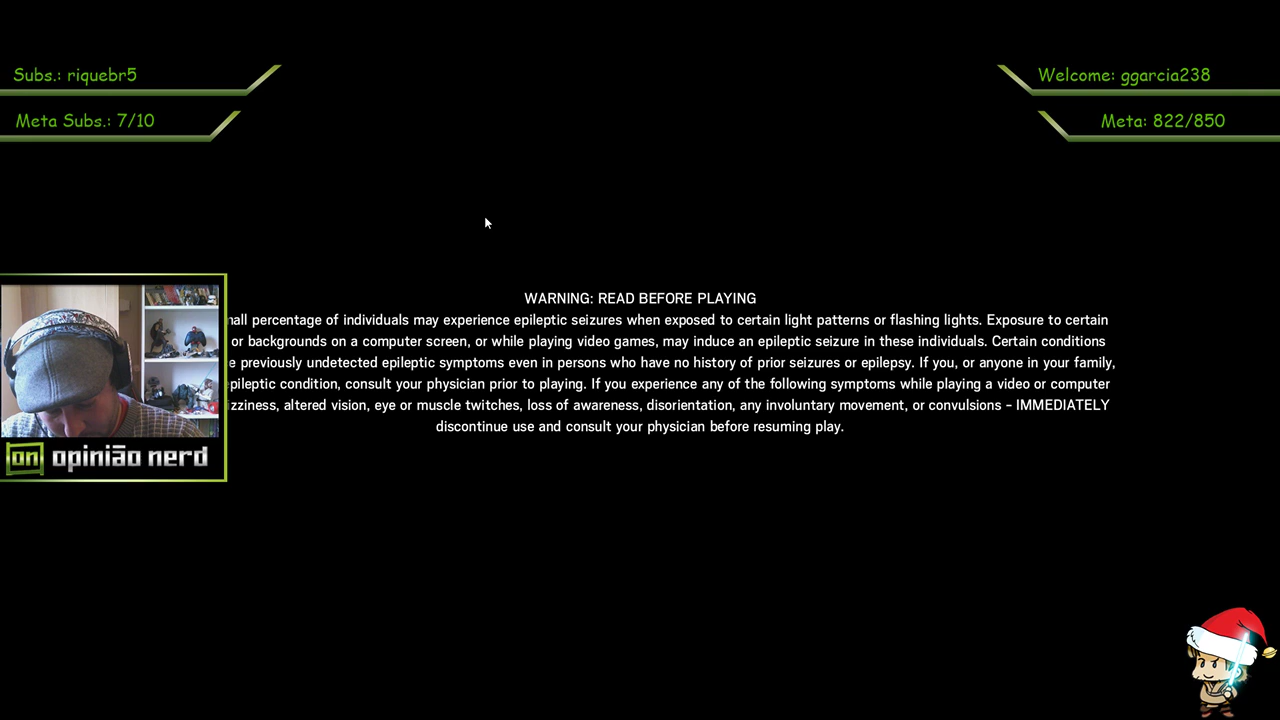 Subs.: riquebr5
Welcome: ggarcia238
Meta Subs.: 7/10
Meta: 822/850
WARNING: READ BEFORE PLAYING
percentage of individuals may experience epileptic seizures when exposed to certain light patterns or flashing lights. Exposure to certain
or backgrounds on a computer screen, or while playing video games, may induce an epileptic seizure in these individuals. Certain conditions
previously undetected epileptic symptoms even in persons who have no history of prior seizures or epilepsy. If you, or anyone in your family,
epileptic condition, consult your physician prior to playing. If you experience any of the following symptoms while playing a video or computer
dizziness, altered vision, eye or muscle twitches, loss of awareness, disorientation, any involuntary movement, or convulsions – IMMEDIATELY
discontinue use and consult your physician before resuming play.
on opinião nerd